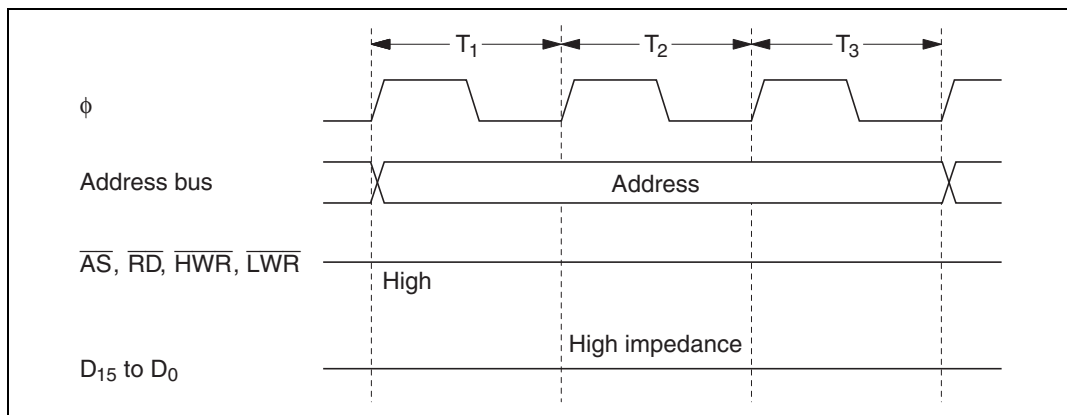 T1 T2 T3
φ
Address bus
Address
AS, RD, HWR, LWR
High
High impedance
D15 to D0